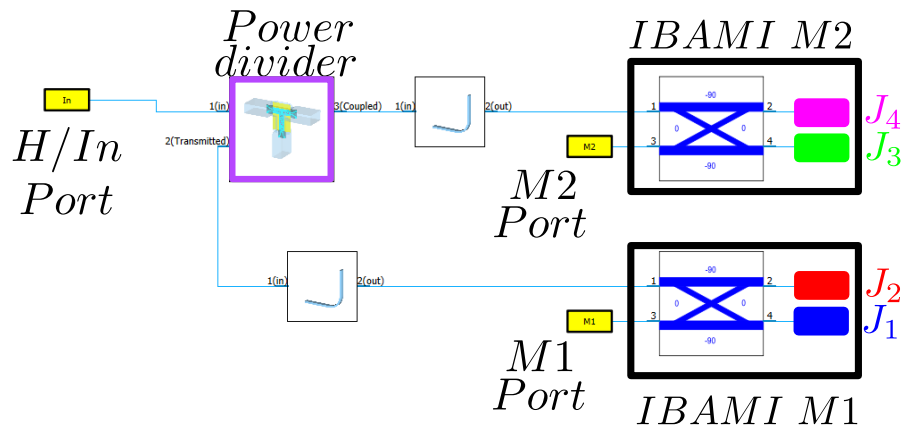 Power
divider
IBAMI M2
In
1(in)
3(Coupled)
1(in)
2(out)
1
-90
2
J4
2(Transmitted)
M2
3
0
0
4
J3
-90
H/In
Port
M2
Port
1(in)
2(out)
1
-90
2
J2
M1
3
0
0
4
J1
-90
M1
Port
IBAMI M1